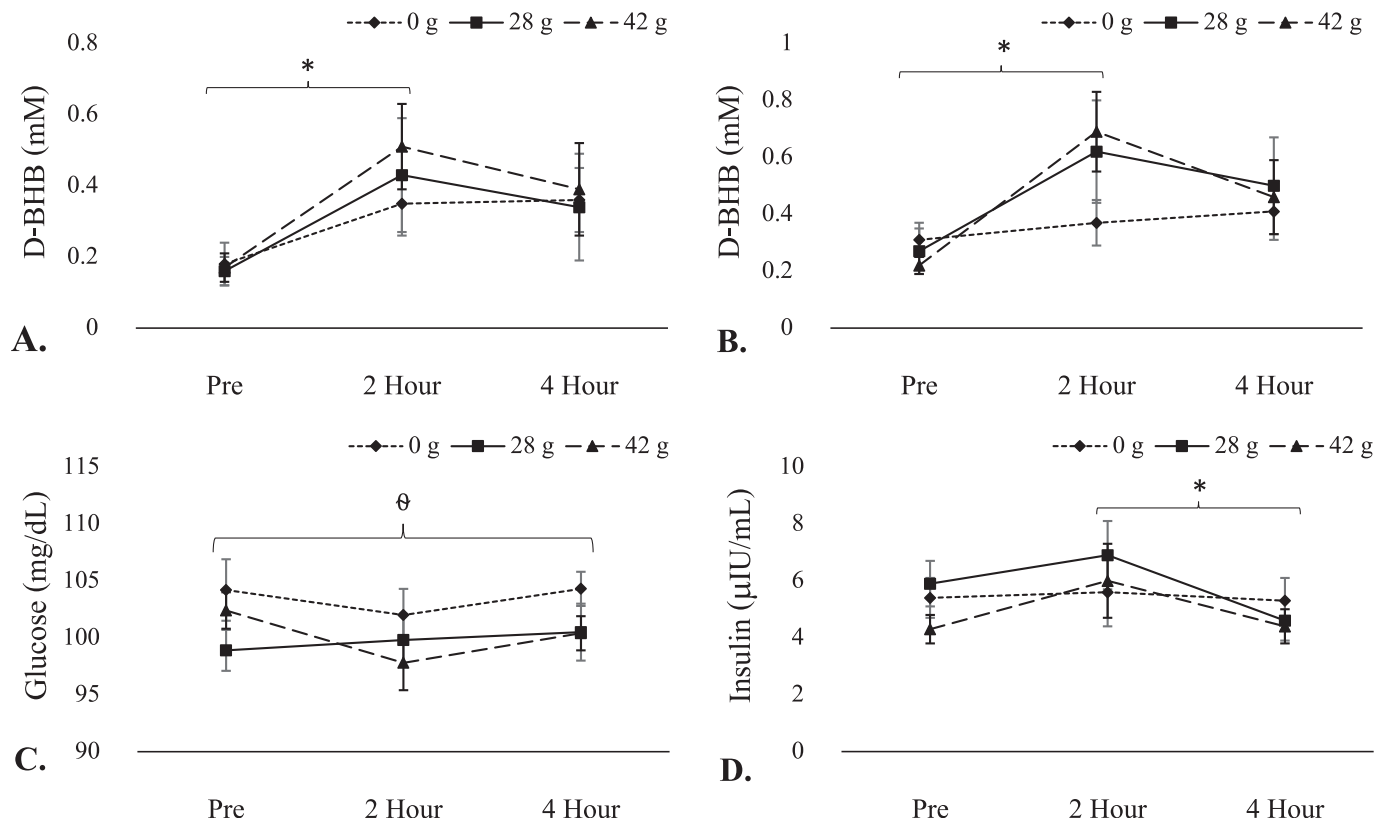 0 g 28 g 42 g
0.8
0.6
0.4
0.2
0
D-BHB (mM)
*
A.
Pre 2 Hour 4 Hour
0 g 28 g 42 g
1
0.8
0.6
0.4
0.2
0
D-BHB (mM)
*
B.
Pre 2 Hour 4 Hour
0 g 28 g 42 g
115
110
105
100
95
90
Glucose (mg/dL)
C.
Pre 2 Hour 4 Hour
0 g 28 g 42 g
10
8
6
4
2
0
Insulin (µIU/mL)
*
D.
Pre 2 Hour 4 Hour